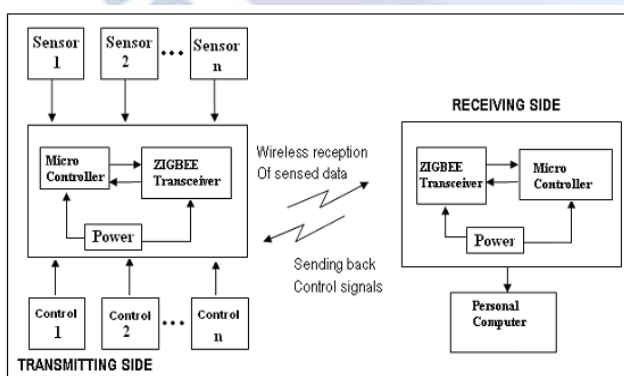 Sensor
1
Sensor
2
...
Sensor
n
Micro
Controller
ZIGBEE
Transceiver
Power
Control
1
Control
2
...
Control
n
TRANSMITTING SIDE
Wireless reception
Of sensed data
Sending back
Control signals
RECEIVING SIDE
ZIGBEE
Transceiver
Micro
Controller
Power
Personal
Computer